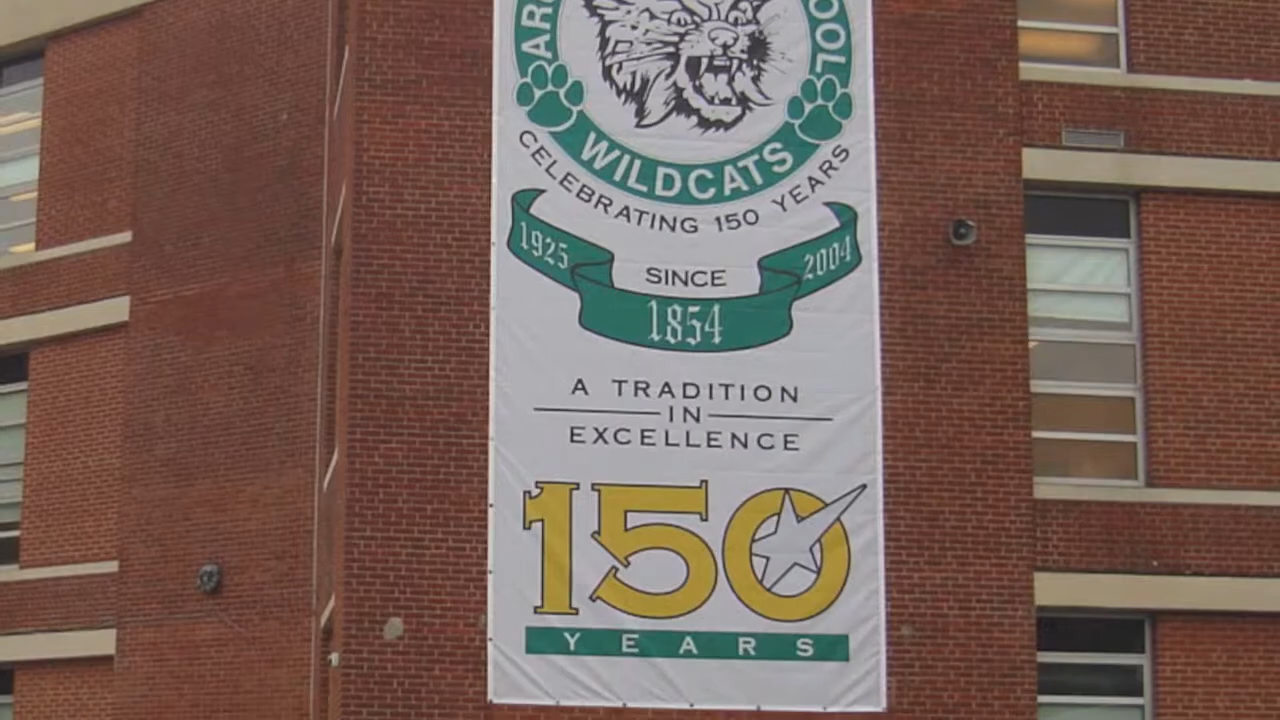 WILDCATS
CELEBRATING 150 YEARS
1925
2004
SINCE
1854
A TRADITION
IN
EXCELLENCE
150
YEARS